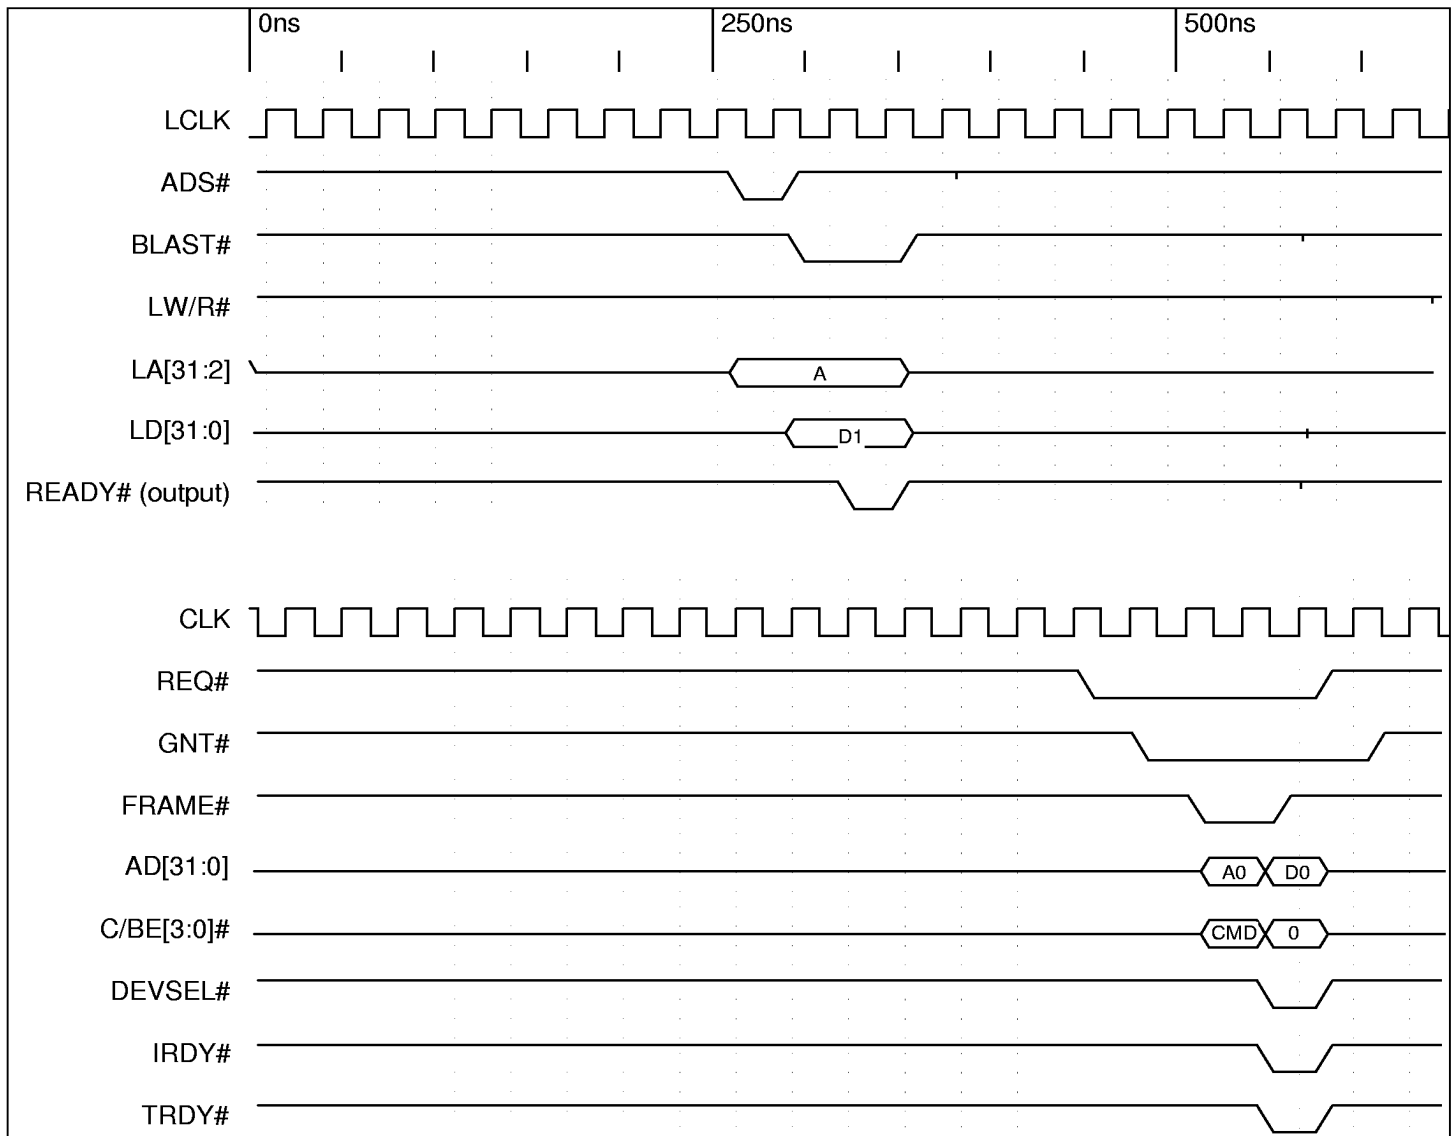 0ns 250ns 500ns
LCLK
ADS#
BLAST#
LW/R#
LA[31:2] A
LD[31:0] D1
READY# (output)
CLK
REQ#
GNT#
FRAME#
AD[31:0] A0 D0
C/BE[3:0]# CMD 0
DEVSEL#
IRDY#
TRDY#